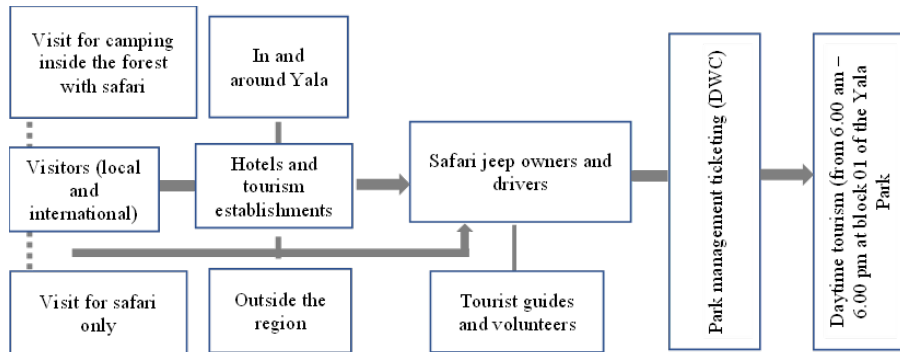 Visit for camping
inside the forest
with safari
In and
around Yala
Visitors (local
and
international)
Hotels and
tourism
establishments
Safari jeep owners and
drivers
Visit for safari
only
Outside the
region
Tourist guides
and volunteers
Park management ticketing (DWC)
Daytime tourism (from 6.00 am –
6.00 pm at block 01 of the Yala
Park